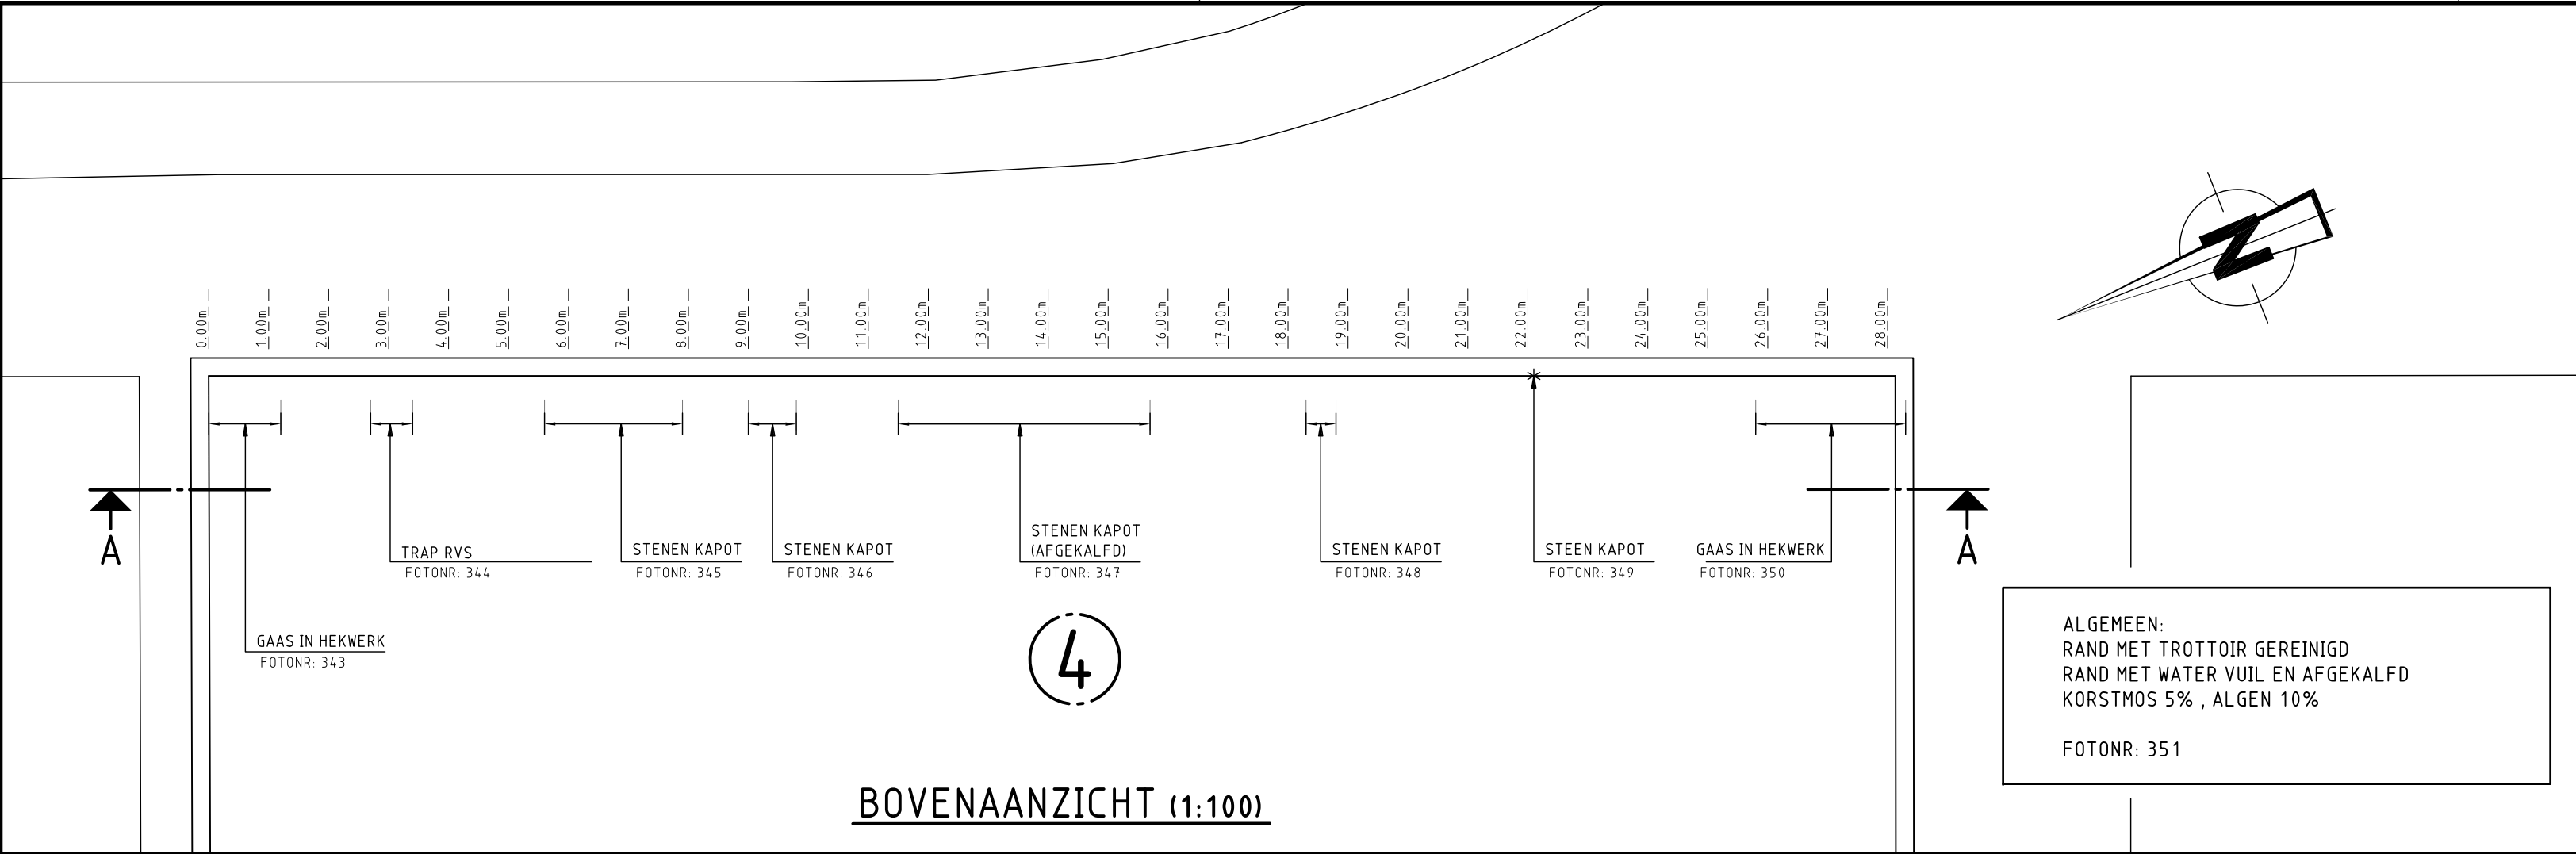 0.00m
1.00m
2.00m
3.00m
4.00m
5.00m
6.00m
7.00m
8.00m
9.00m
10.00m
11.00m
12.00m
13.00m
14.00m
15.00m
16.00m
17.00m
18.00m
19.00m
20.00m
21.00m
22.00m
23.00m
24.00m
25.00m
26.00m
27.00m
28.00m
N
A
A
TRAP RVS
FOTONR: 344
STENEN KAPOT
FOTONR: 345
STENEN KAPOT
FOTONR: 346
STENEN KAPOT
(AFGEKALFD)
FOTONR: 347
STENEN KAPOT
FOTONR: 348
STEEN KAPOT
FOTONR: 349
GAAS IN HEKWERK
FOTONR: 350
GAAS IN HEKWERK
FOTONR: 343
4
ALGEMEEN:
RAND MET TROTTOIR GEREINIGD
RAND MET WATER VUIL EN AFGEKALFD
KORSTMOS 5% , ALGEN 10%
FOTONR: 351
BOVENAANZICHT (1:100)